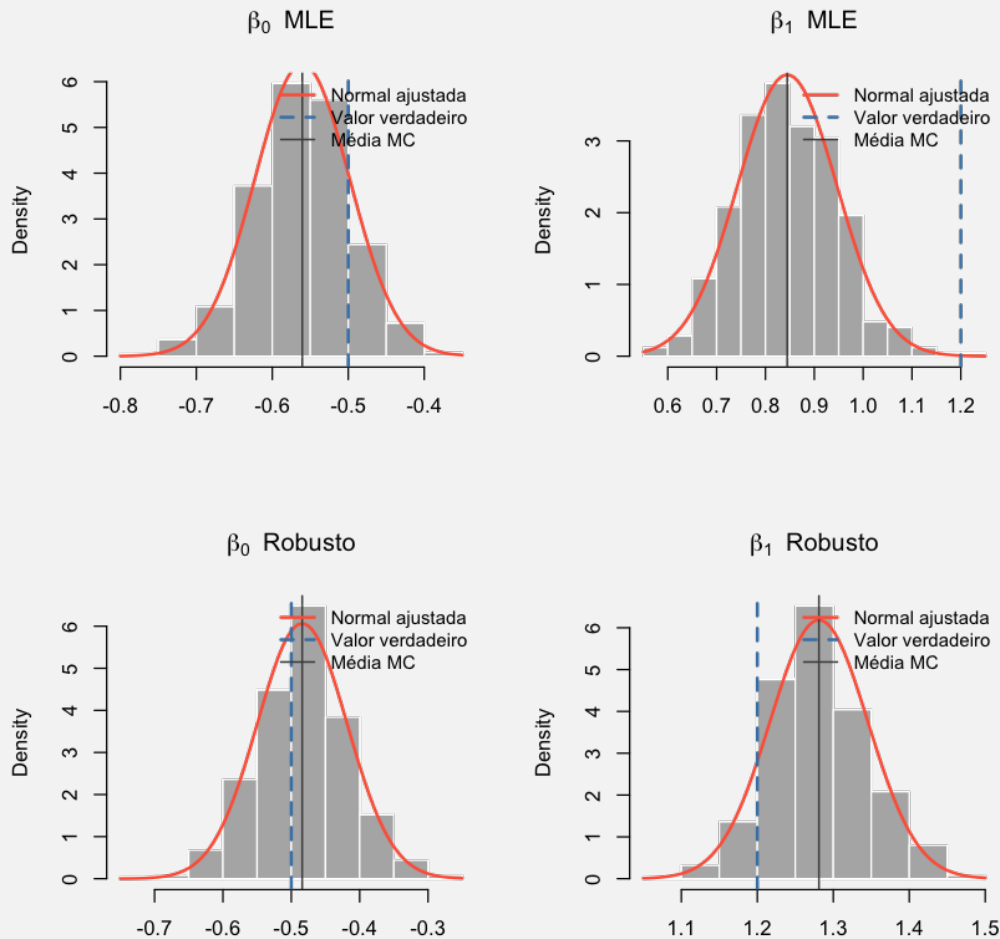 β₀ MLE
Density
0 1 2 3 4 5 6
-0.8 -0.7 -0.6 -0.5 -0.4
Normal ajustada
Valor verdadeiro
Média MC
β₁ MLE
Density
0 1 2 3
0.6 0.7 0.8 0.9 1.0 1.1 1.2
Normal ajustada
Valor verdadeiro
Média MC
β₀ Robusto
Density
0 1 2 3 4 5 6
-0.7 -0.6 -0.5 -0.4 -0.3
Normal ajustada
Valor verdadeiro
Média MC
β₁ Robusto
Density
0 1 2 3 4 5 6
1.1 1.2 1.3 1.4 1.5
Normal ajustada
Valor verdadeiro
Média MC